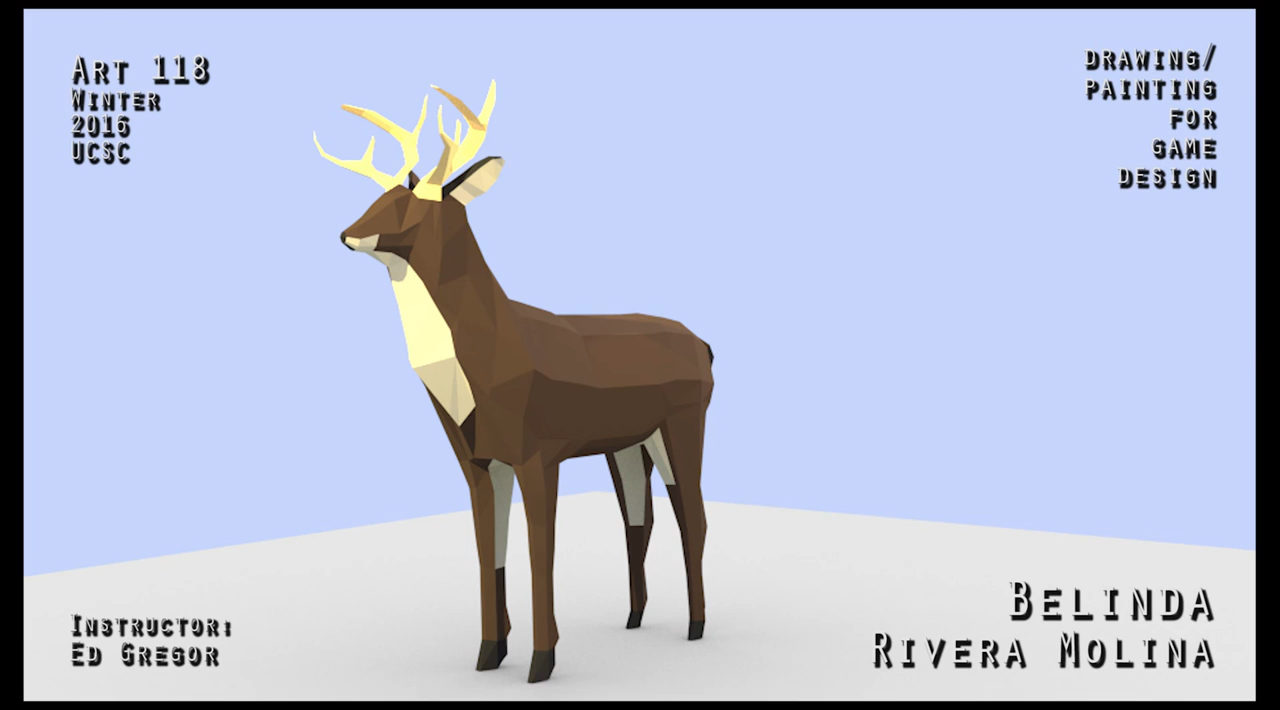 Art 118
Winter
2016
UCSC
Drawing/
Painting
for
Game
Design
Instructor:
Ed Gregor
Belinda
Rivera Molina